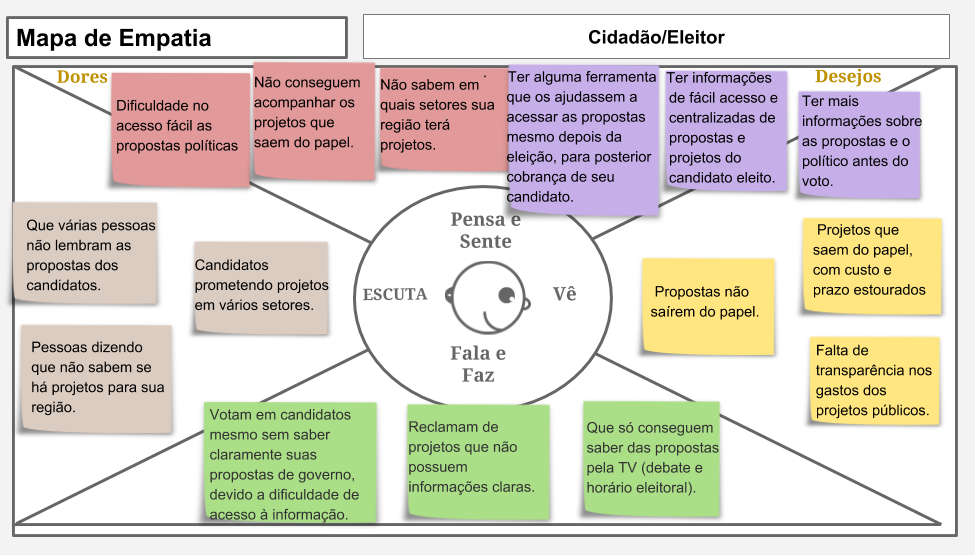 Mapa de Empatia
Cidadão/Eleitor
Dores
Dificuldade no
acesso fácil as
propostas políticas
Não conseguem
acompanhar os
projetos que
saem do papel.
Não sabem em
quais setores sua
região terá
projetos.
Ter alguma ferramenta
que os ajudassem a
acessar as propostas
mesmo depois da
eleição, para posterior
cobrança de seu
candidato.
Ter informações
de fácil acesso e
centralizadas de
propostas e
projetos do
candidato eleito.
Desejos
Ter mais
informações sobre
as propostas e o
político antes do
voto.
Que várias pessoas
não lembram as
propostas dos
candidatos.
Candidatos
prometendo projetos
em vários setores.
Pessoas dizendo
que não sabem se
há projetos para sua
região.
Pensa e
Sente
ESCUTA
Vê
Fala e
Faz
Propostas não
saírem do papel.
Projetos que
saem do papel,
com custo e
prazo estourados
Falta de
transparência nos
gastos dos
projetos públicos.
Votam em candidatos
mesmo sem saber
claramente suas
propostas de governo,
devido a dificuldade de
acesso à informação.
Reclamam de
projetos que não
possuem
informações claras.
Que só conseguem
saber das propostas
pela TV (debate e
horário eleitoral).